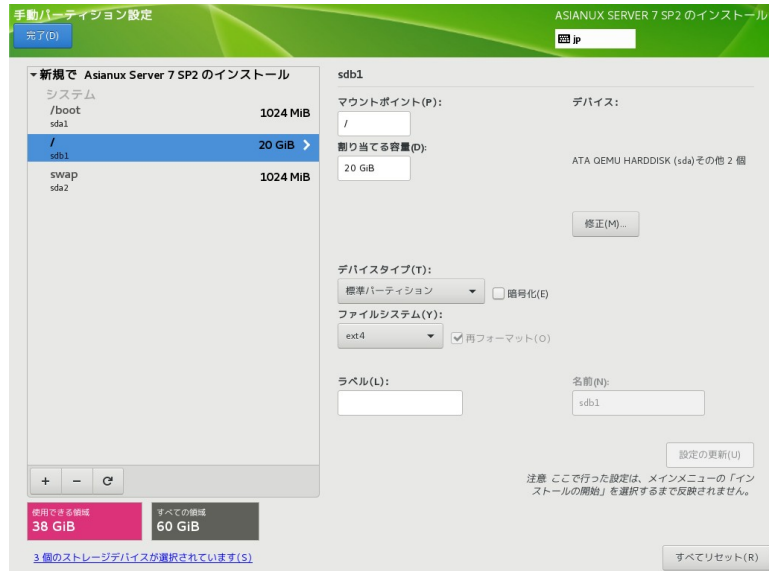 手動パーティション設定
ASIANUX SERVER 7 SP2 のインストール
完了(D)
jp
新規で Asianux Server 7 SP2 のインストール
システム
/boot
1024 MiB
sda1
/
20 GiB
sdb1
swap
1024 MiB
sda2
sdb1
マウントポイント(P):
デバイス:
/
割り当てる容量(D):
20 GiB
ATA QEMU HARDDISK (sda)その他 2 個
修正(M)...
デバイスタイプ(T):
標準パーティション
暗号化(E)
ファイルシステム(Y):
ext4
再フォーマット(O)
ラベル(L):
名前(N):
sdb1
設定の更新(U)
注意 ここで行った設定は、メインメニューの「イン
ストールの開始」を選択するまで反映されません。
使用できる領域
38 GiB
すべての領域
60 GiB
3 個のストレージデバイスが選択されています(S)
すべてリセット(R)